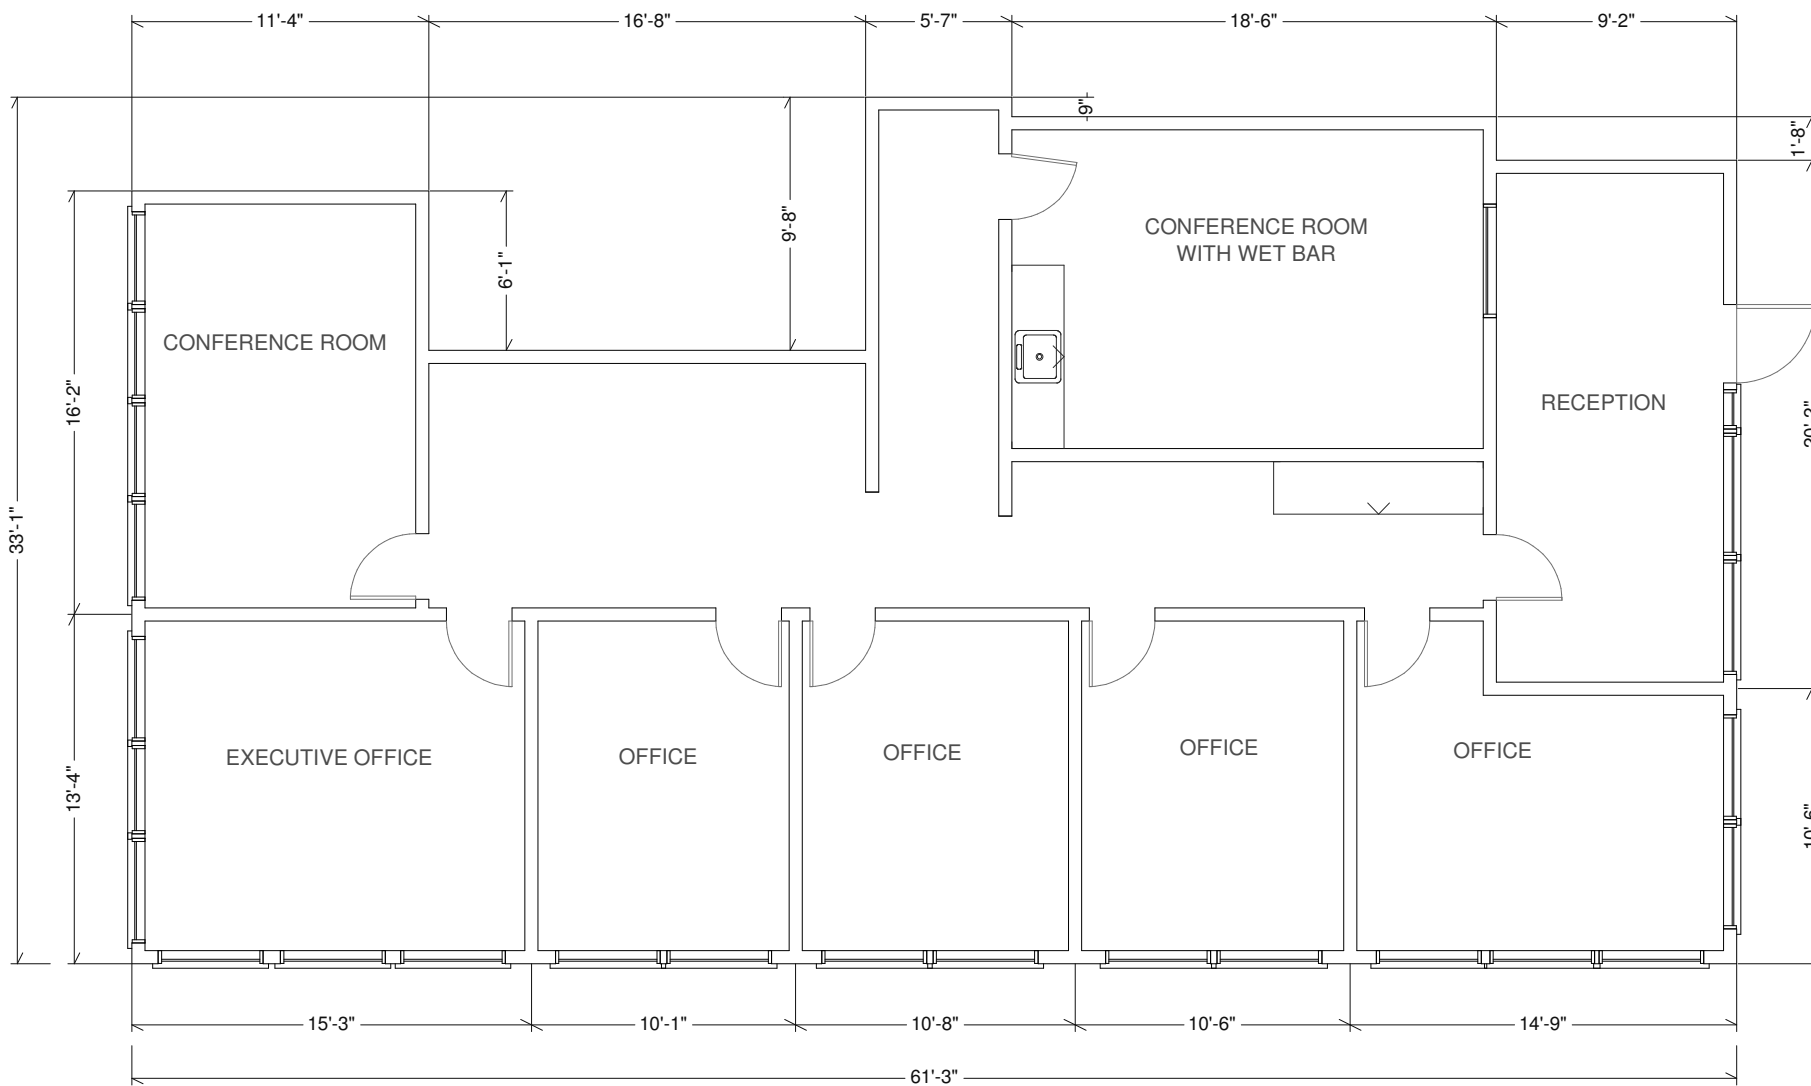 11'-4"
16'-8"
5'-7"
18'-6"
9'-2"
9"
1'-8"
9'-8"
6'-1"
CONFERENCE ROOM
WITH WET BAR
CONFERENCE ROOM
RECEPTION
16'-2"
33'-1"
EXECUTIVE OFFICE
OFFICE
OFFICE
OFFICE
OFFICE
13'-4"
10'-6"
15'-3"
10'-1"
10'-8"
10'-6"
14'-9"
61'-3"